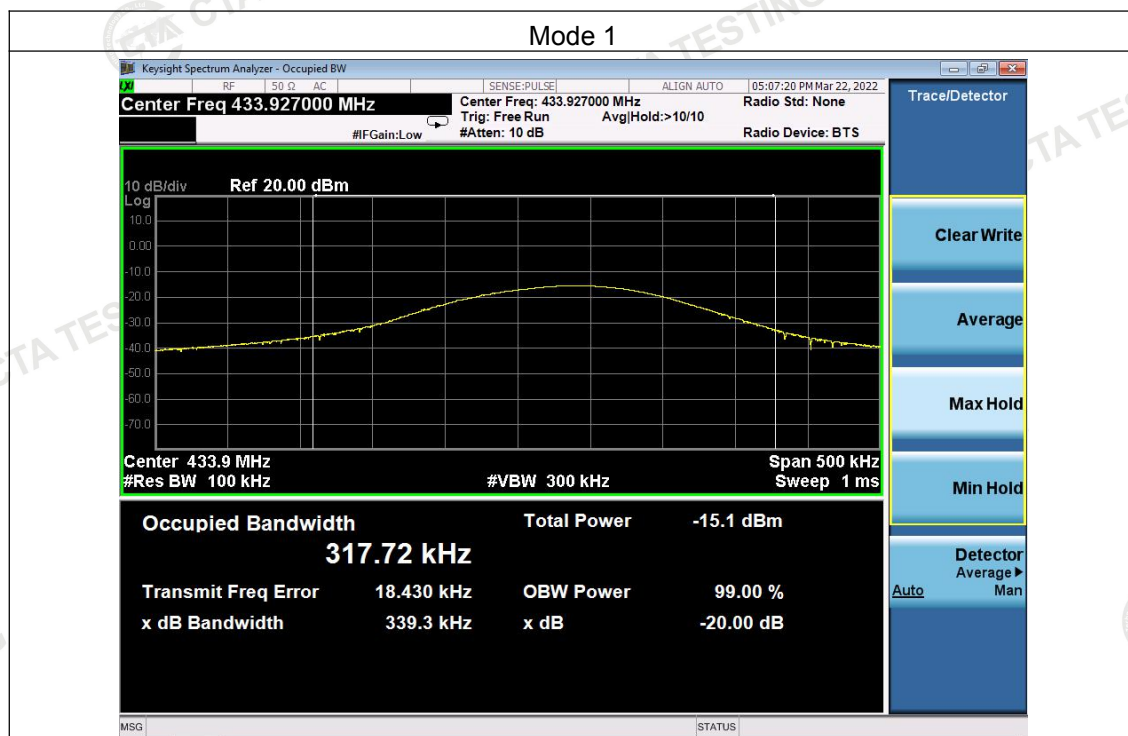 Mode 1
Keysight Spectrum Analyzer - Occupied BW
LXI RF 50 Ω AC SENSE:PULSE ALIGN AUTO 05:07:20 PM Mar 22, 2022
Center Freq 433.927000 MHz
Center Freq: 433.927000 MHz Radio Std: None
Trig: Free Run Avg|Hold:>10/10
#IFGain:Low #Atten: 10 dB Radio Device: BTS
10 dB/div Ref 20.00 dBm
Log
10.0
0.00
-10.0
-20.0
-30.0
-40.0
-50.0
-60.0
-70.0
Center 433.9 MHz Span 500 kHz
#Res BW 100 kHz #VBW 300 kHz Sweep 1 ms
Occupied Bandwidth Total Power -15.1 dBm
317.72 kHz
Transmit Freq Error 18.430 kHz OBW Power 99.00 %
x dB Bandwidth 339.3 kHz x dB -20.00 dB
MSG STATUS
Trace/Detector
Clear Write
Average
Max Hold
Min Hold
Detector
Average▶
Auto Man
CTA TESTING
CTA TES
CTA TE